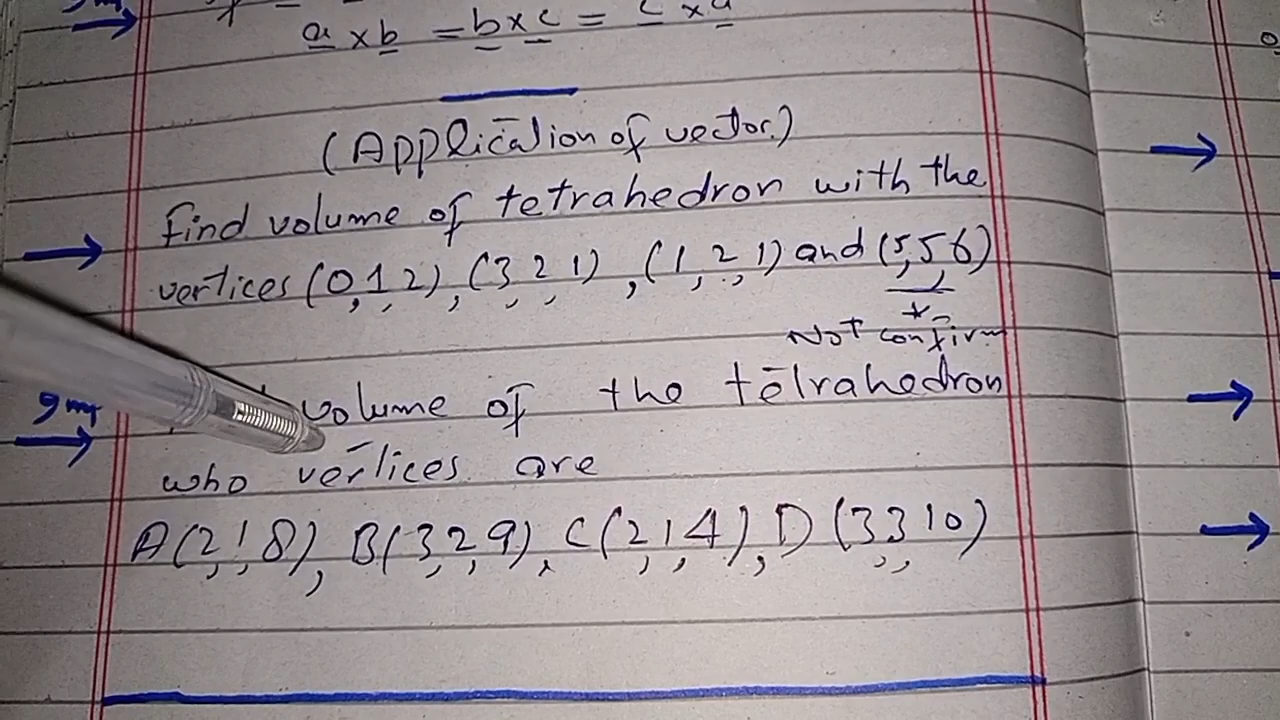 a × b = b × c = c × a
(Application of vector)
find volume of tetrahedron with the
vertices (0,1,2), (3,2,1), (1,2,1) and (5,5,6)
Not confirm
volume of the tetrahedron
who vertices are
A(2,1,8), B(3,2,9), C(2,1,4), D(3,3,10)